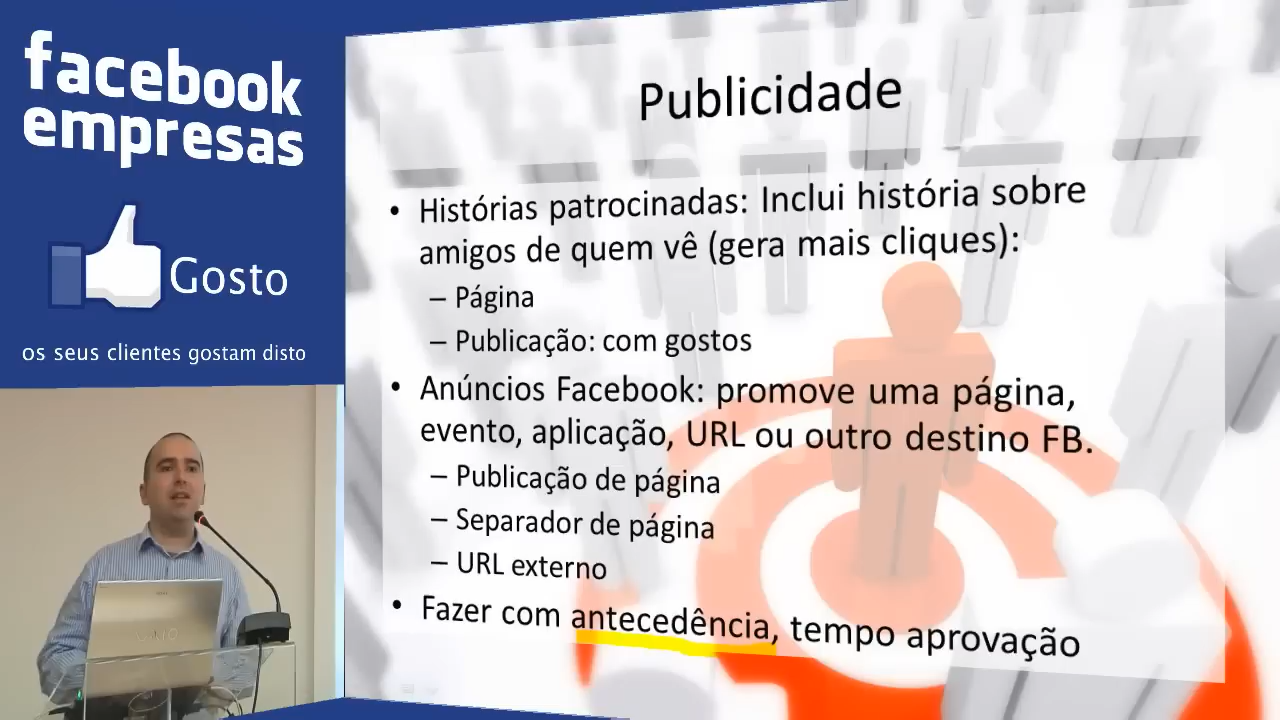 facebook
empresas
Gosto
os seus clientes gostam disto
Publicidade
• Histórias patrocinadas: Inclui história sobre
amigos de quem vê (gera mais cliques):
– Página
– Publicação: com gostos
• Anúncios Facebook: promove uma página,
evento, aplicação, URL ou outro destino FB.
– Publicação de página
– Separador de página
– URL externo
• Fazer com antecedência, tempo aprovação
VAIO